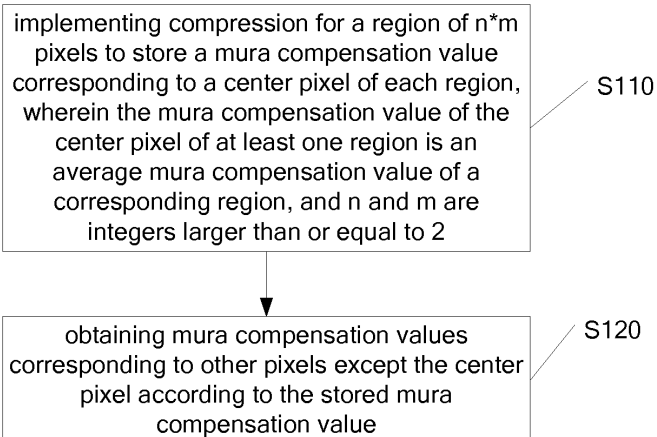 implementing compression for a region of n*m
pixels to store a mura compensation value
corresponding to a center pixel of each region,
wherein the mura compensation value of the
center pixel of at least one region is an
average mura compensation value of a
corresponding region, and n and m are
integers larger than or equal to 2
S110
obtaining mura compensation values
corresponding to other pixels except the center
pixel according to the stored mura
compensation value
S120